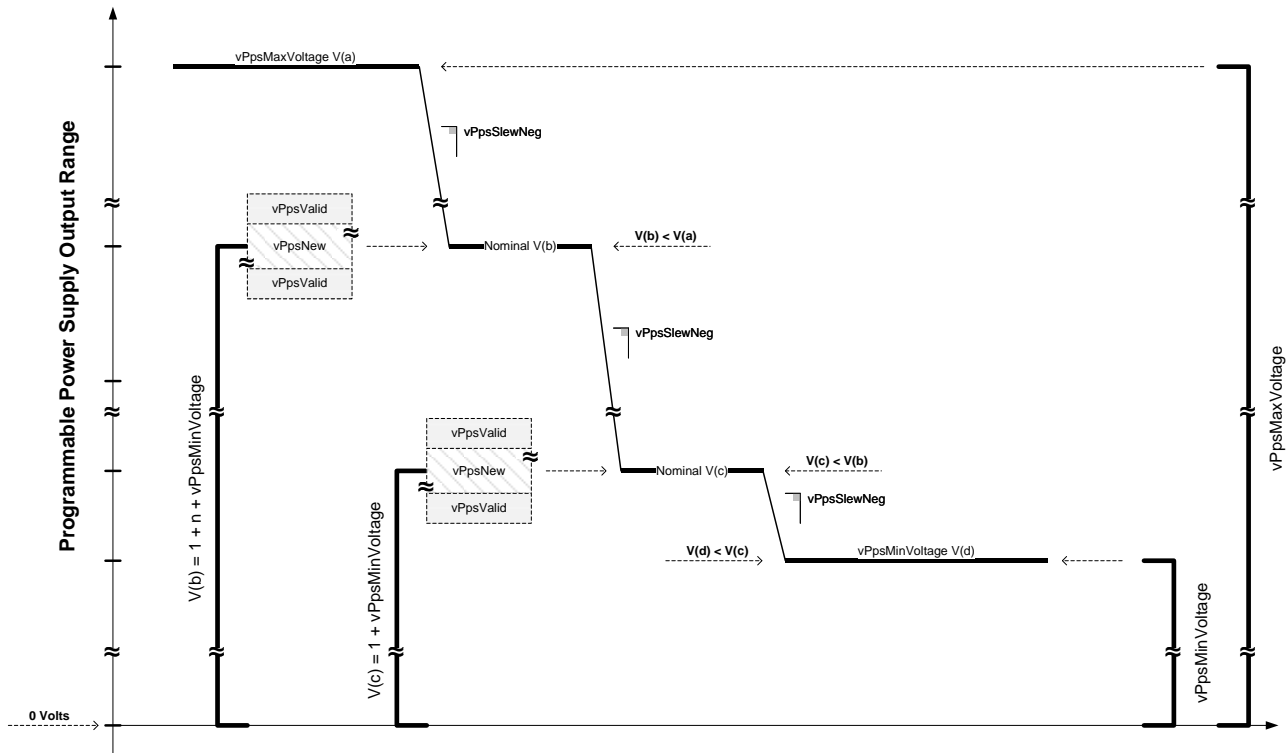 Programmable Power Supply Output Range
vPpsMaxVoltage V(a)
vPpsSlewNeg
vPpsValid
vPpsNew
vPpsValid
Nominal V(b)
V(b) < V(a)
vPpsSlewNeg
V(b) = 1 + n + vPpsMinVoltage
vPpsValid
vPpsNew
vPpsValid
Nominal V(c)
V(c) < V(b)
vPpsSlewNeg
V(c) = 1 + vPpsMinVoltage
V(d) < V(c)
vPpsMinVoltage V(d)
vPpsMinVoltage
vPpsMaxVoltage
0 Volts